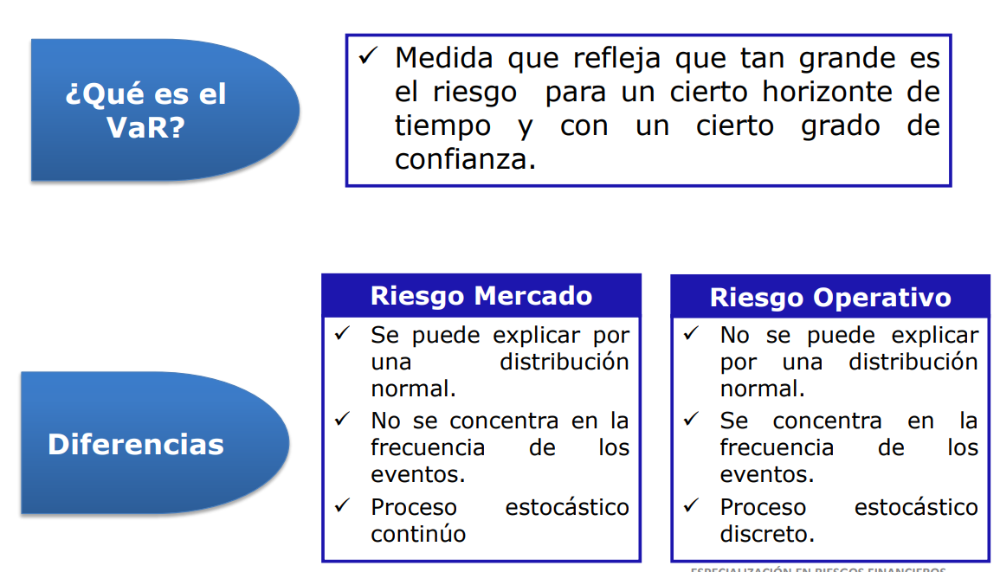 ¿Qué es el
VaR?
✓ Medida que refleja que tan grande es
el riesgo para un cierto horizonte de
tiempo y con un cierto grado de
confianza.
Diferencias
Riesgo Mercado
✓ Se puede explicar por
una distribución
normal.
✓ No se concentra en la
frecuencia de los
eventos.
✓ Proceso estocástico
continúo
Riesgo Operativo
✓ No se puede explicar
por una distribución
normal.
✓ Se concentra en la
frecuencia de los
eventos.
✓ Proceso estocástico
discreto.
ESPECIALIZACIÓN EN RIESGOS FINANCIEROS